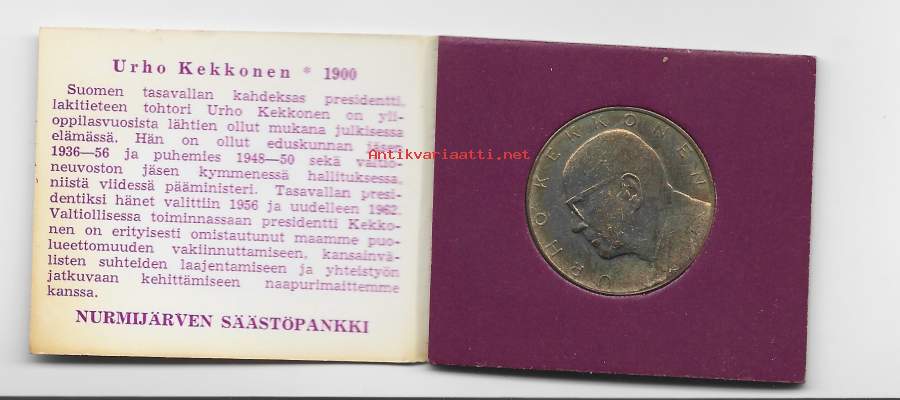 Urho Kekkonen * 1900
Suomen tasavallan kahdeksas presidentti,
lakitieteen tohtori Urho Kekkonen on yli-
oppilasvuosista lähtien ollut mukana julkisessa
elämässä. Hän on ollut eduskunnan jäsen
1936—56 ja puhemies 1948—50 sekä valtio-
neuvoston jäsen kymmenessä hallituksessa,
niistä viidessä pääministeri. Tasavallan presi-
dentiksi hänet valittiin 1956 ja uudelleen 1962.
Valtiollisessa toiminnassaan presidentti Kekko-
nen on erityisesti omistautunut maamme puo-
lueettomuuden vakiinnuttamiseen, kansainvä-
listen suhteiden laajentamiseen ja yhteistyön
jatkuvaan kehittämiseen naapurimaittemme
kanssa.
NURMIJÄRVEN SÄÄSTÖPANKKI
Antikvariaatti.net
KEKKONEN